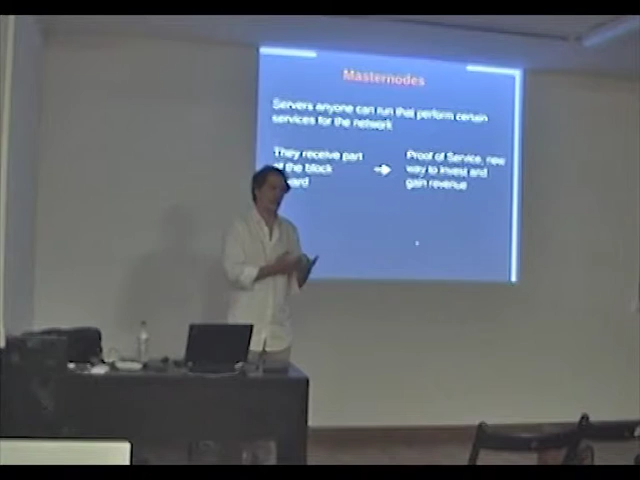 Masternodes
Servers anyone can run that perform certain
services for the network
They receive part
of the block
Proof of Service, new
way to invest and
gain revenue